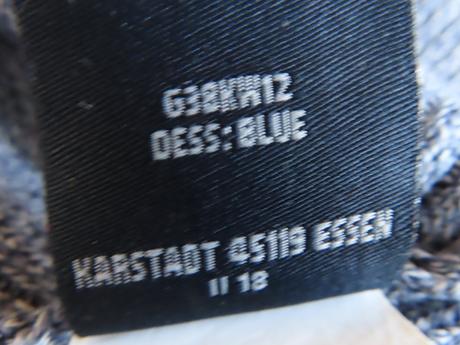 G38KW12
DESS:BLUE
KARSTADT 45119 ESSEN
II 18